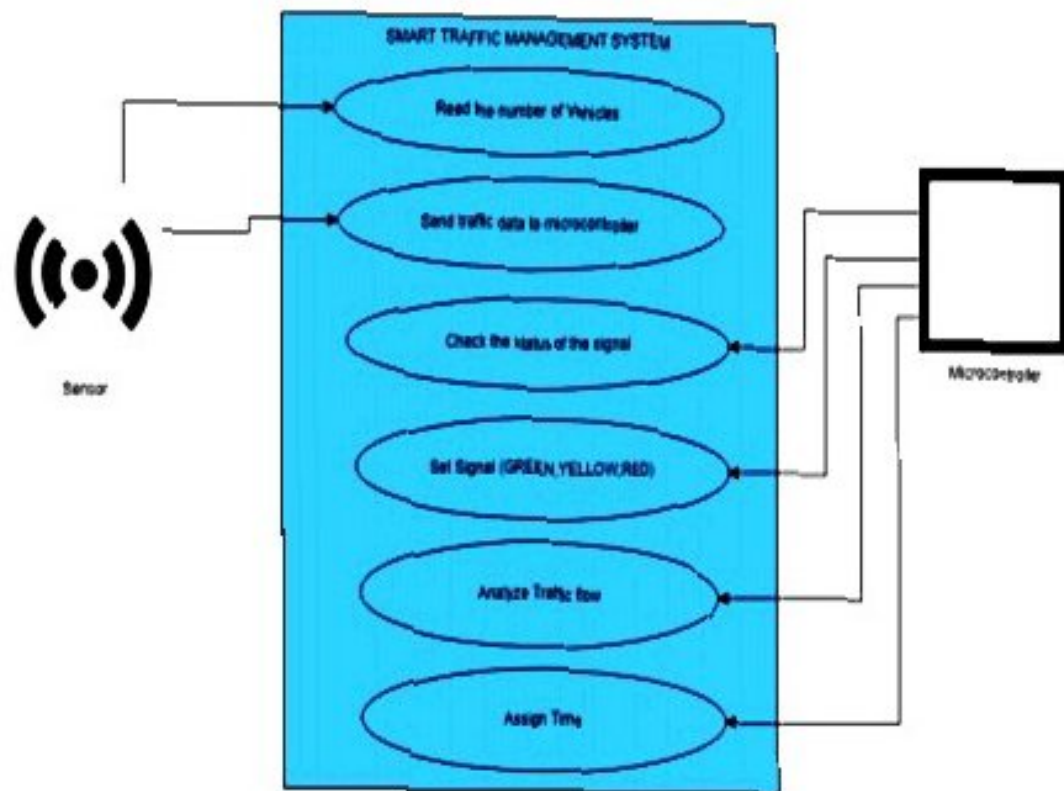 SMART TRAFFIC MANAGEMENT SYSTEM
Read the number of Vehicles
Send traffic data to microcontroller
Sensor
Check the status of the signal
Microcontroller
Set Signal (GREEN,YELLOW,RED)
Analyze Traffic flow
Assign Time